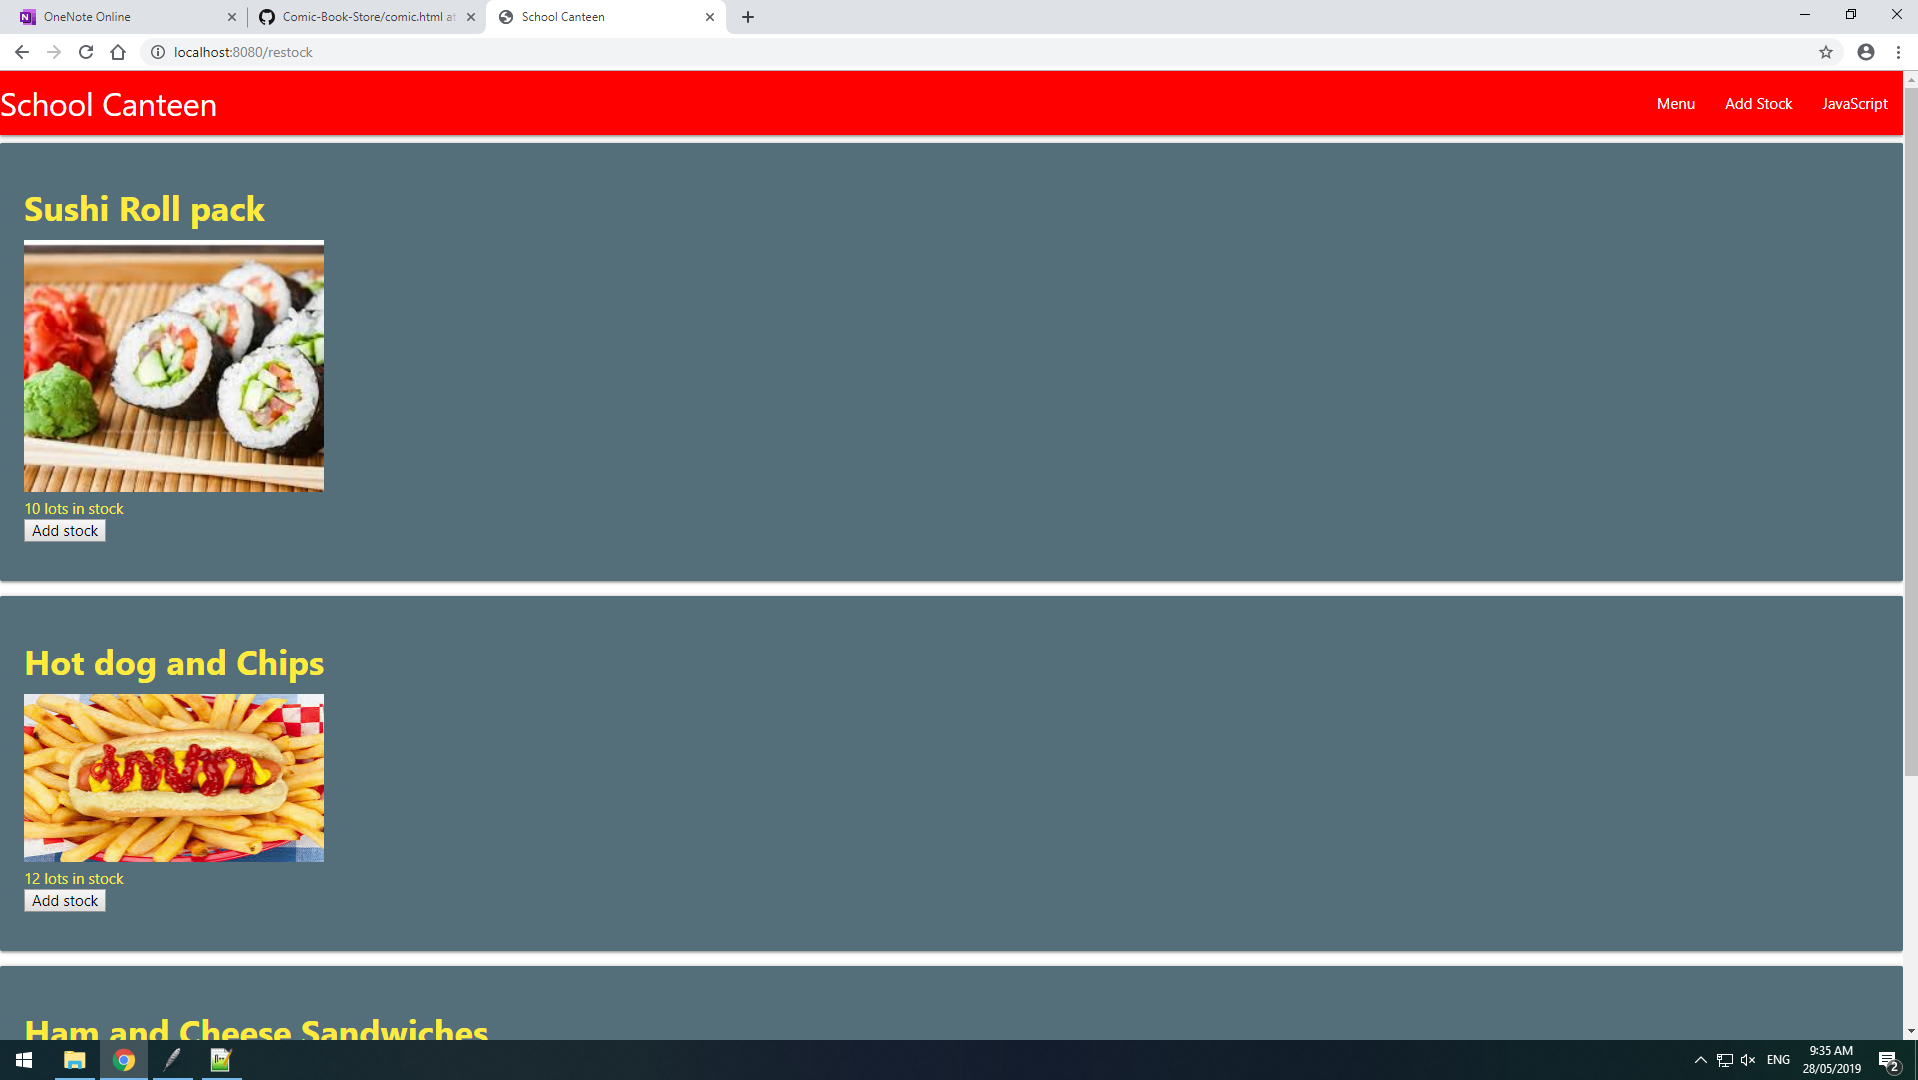 OneNote Online
Comic-Book-Store/comic.html at
School Canteen
localhost:8080/restock
School Canteen
Menu
Add Stock
JavaScript
Sushi Roll pack
10 lots in stock
Add stock
Hot dog and Chips
12 lots in stock
Add stock
Ham and Cheese Sandwiches
ENG
9:35 AM
28/05/2019
2